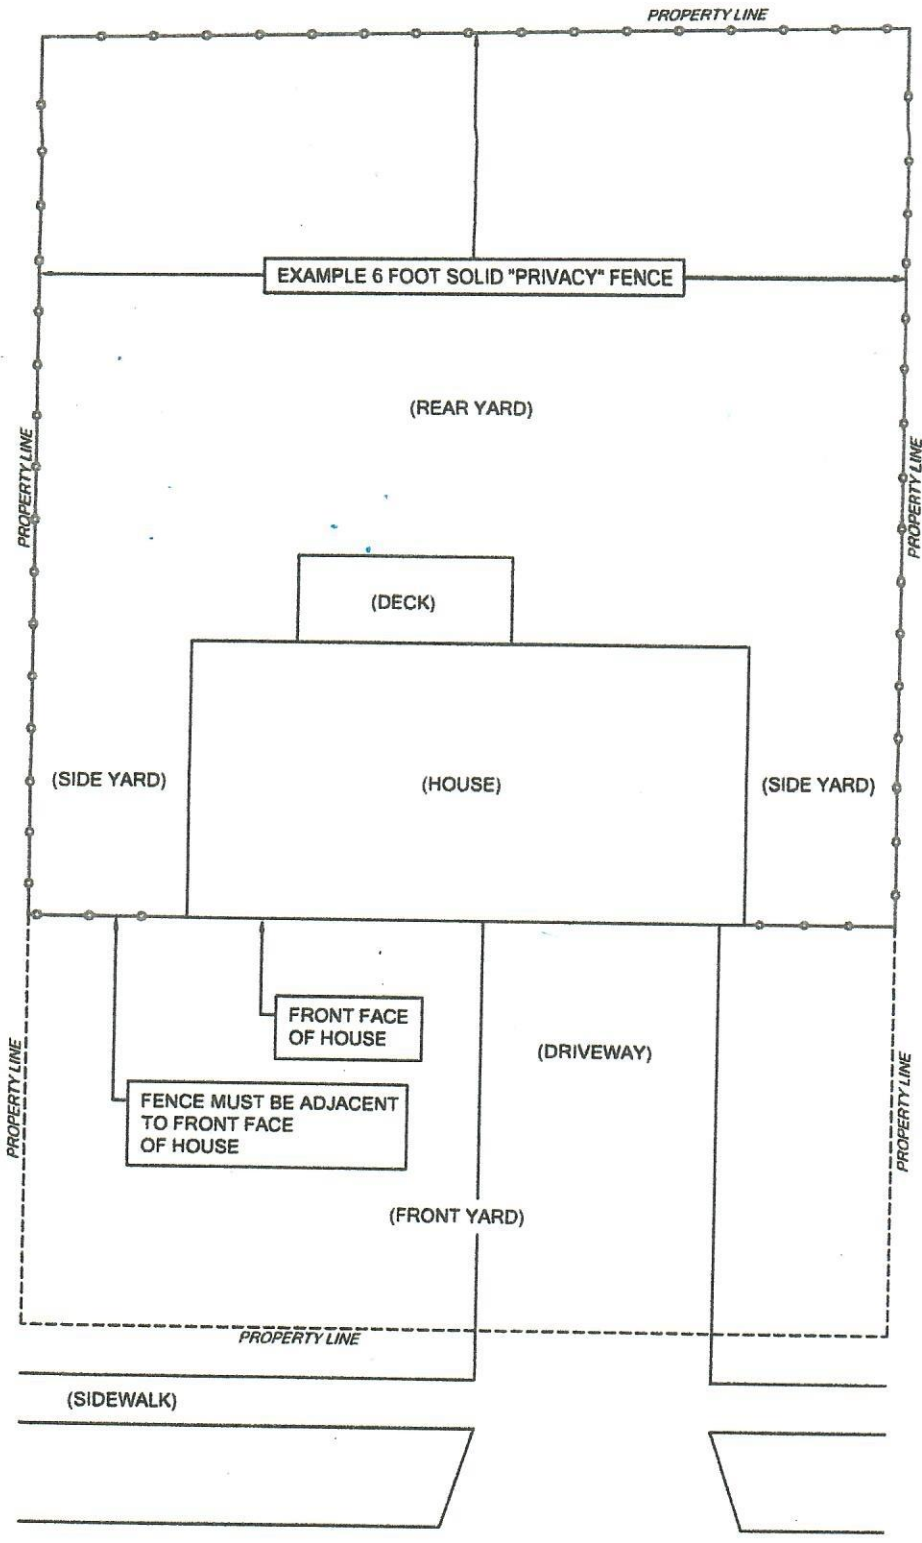 PROPERTY LINE
EXAMPLE 6 FOOT SOLID "PRIVACY" FENCE
(REAR YARD)
PROPERTY LINE
PROPERTY LINE
(DECK)
(SIDE YARD)
(HOUSE)
(SIDE YARD)
FRONT FACE
OF HOUSE
(DRIVEWAY)
PROPERTY LINE
PROPERTY LINE
FENCE MUST BE ADJACENT
TO FRONT FACE
OF HOUSE
(FRONT YARD)
PROPERTY LINE
(SIDEWALK)